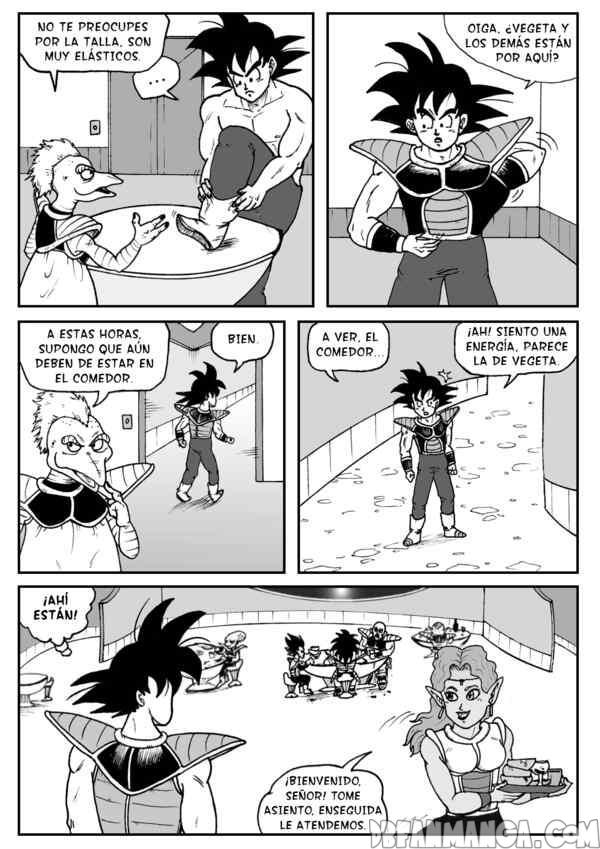 NO TE PREOCUPES
POR LA TALLA, SON
MUY ELÁSTICOS.
...
OIGA, ¿VEGETA Y
LOS DEMÁS ESTÁN
POR AQUÍ?
A ESTAS HORAS,
SUPONGO QUE AÚN
DEBEN DE ESTAR EN
EL COMEDOR.
BIEN.
A VER, EL
COMEDOR...
¡AH! SIENTO UNA
ENERGÍA, PARECE
LA DE VEGETA.
¡AHÍ
ESTÁN!
¡BIENVENIDO,
SEÑOR! TOME
ASIENTO, ENSEGUIDA
LE ATENDEMOS.
DBFANMANGA.COM